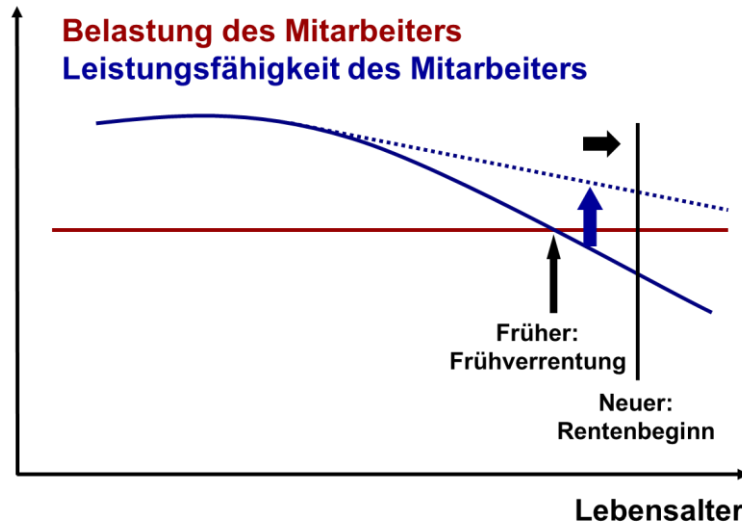 Belastung des Mitarbeiters
Leistungsfähigkeit des Mitarbeiters
Früher:
Frühverrentung
Neuer:
Rentenbeginn
Lebensalter